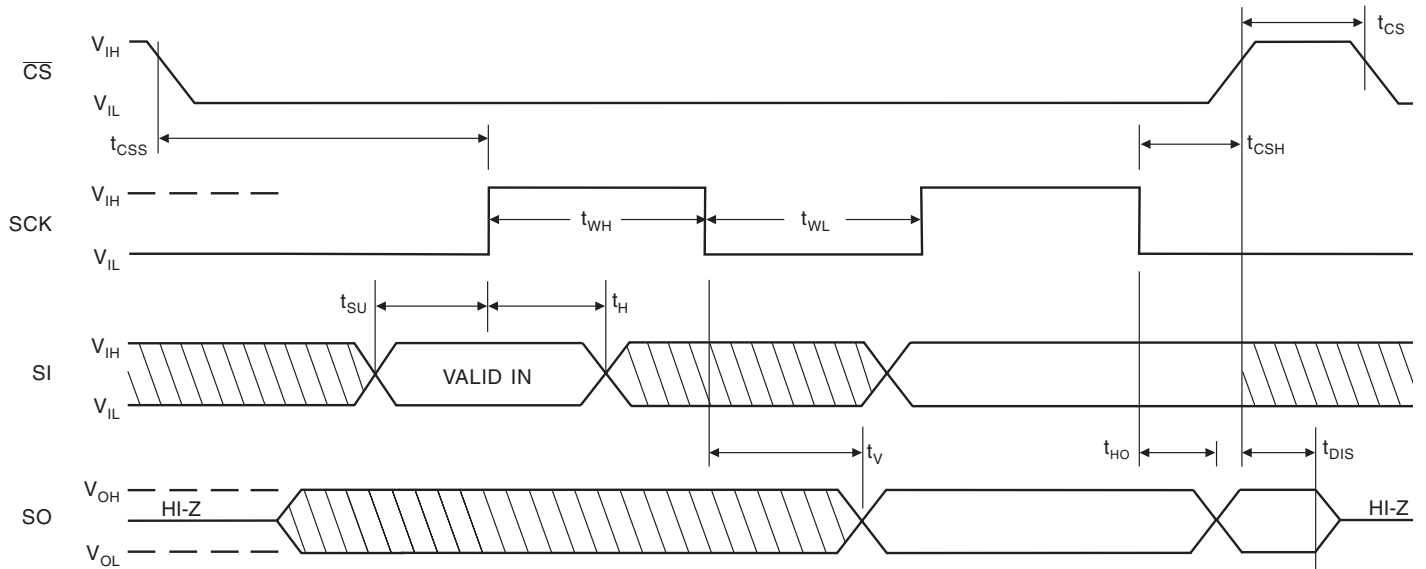 V_IH
t_CS
C̅S̅
V_IL
t_CSS
t_CSH
V_IH
SCK
t_WH
t_WL
V_IL
t_SU
t_H
V_IH
SI
VALID IN
V_IL
t_V
t_HO
t_DIS
V_OH
SO
HI-Z
HI-Z
V_OL